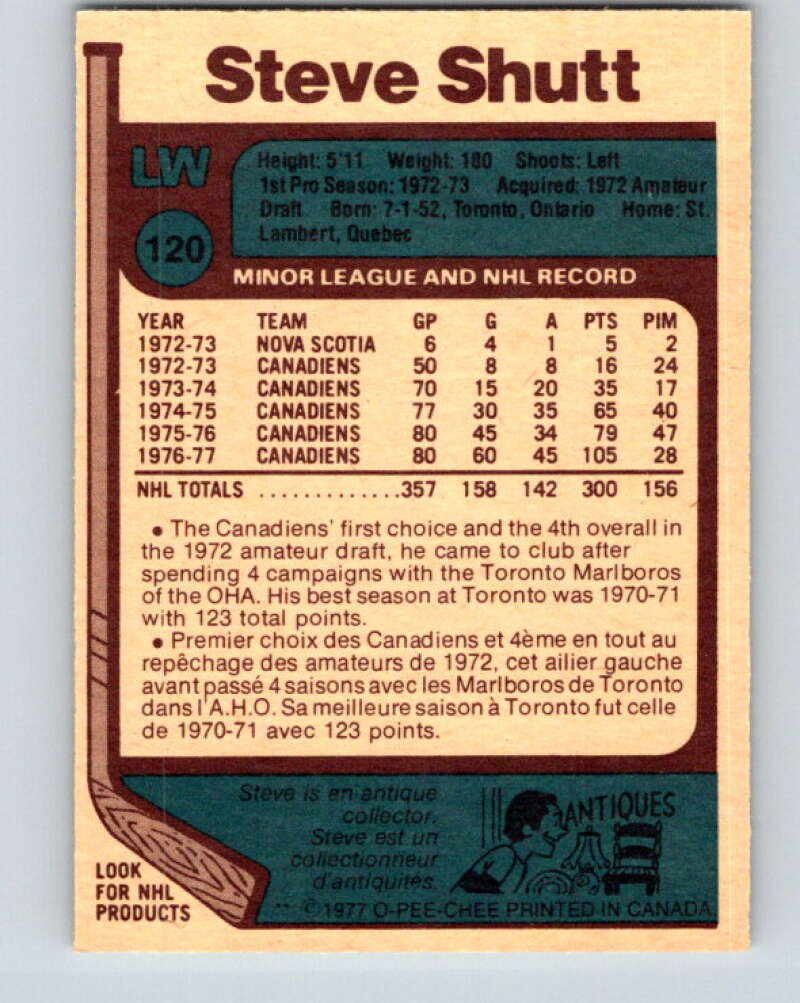 Steve Shutt
LW
120
Height: 5'11 Weight: 180 Shoots: Left
1st Pro Season: 1972-73 Acquired: 1972 Amateur
Draft Born: 7-1-52, Toronto, Ontario Home: St.
Lambert, Quebec
MINOR LEAGUE AND NHL RECORD
YEAR TEAM GP G A PTS PIM
1972-73 NOVA SCOTIA 6 4 1 5 2
1972-73 CANADIENS 50 8 8 16 24
1973-74 CANADIENS 70 15 20 35 17
1974-75 CANADIENS 77 30 35 65 40
1975-76 CANADIENS 80 45 34 79 47
1976-77 CANADIENS 80 60 45 105 28
NHL TOTALS .............357 158 142 300 156
• The Canadiens' first choice and the 4th overall in
the 1972 amateur draft, he came to club after
spending 4 campaigns with the Toronto Marlboros
of the OHA. His best season at Toronto was 1970-71
with 123 total points.
• Premier choix des Canadiens et 4ème en tout au
repêchage des amateurs de 1972, cet ailier gauche
avant passé 4 saisons avec les Marlboros de Toronto
dans l'A.H.O. Sa meilleure saison à Toronto fut celle
de 1970-71 avec 123 points.
Steve is en antique
collector.
Steve est un
collectionneur
d'antiquités.
ANTIQUES
LOOK
FOR NHL
PRODUCTS
** ©1977 O-PEE-CHEE PRINTED IN CANADA